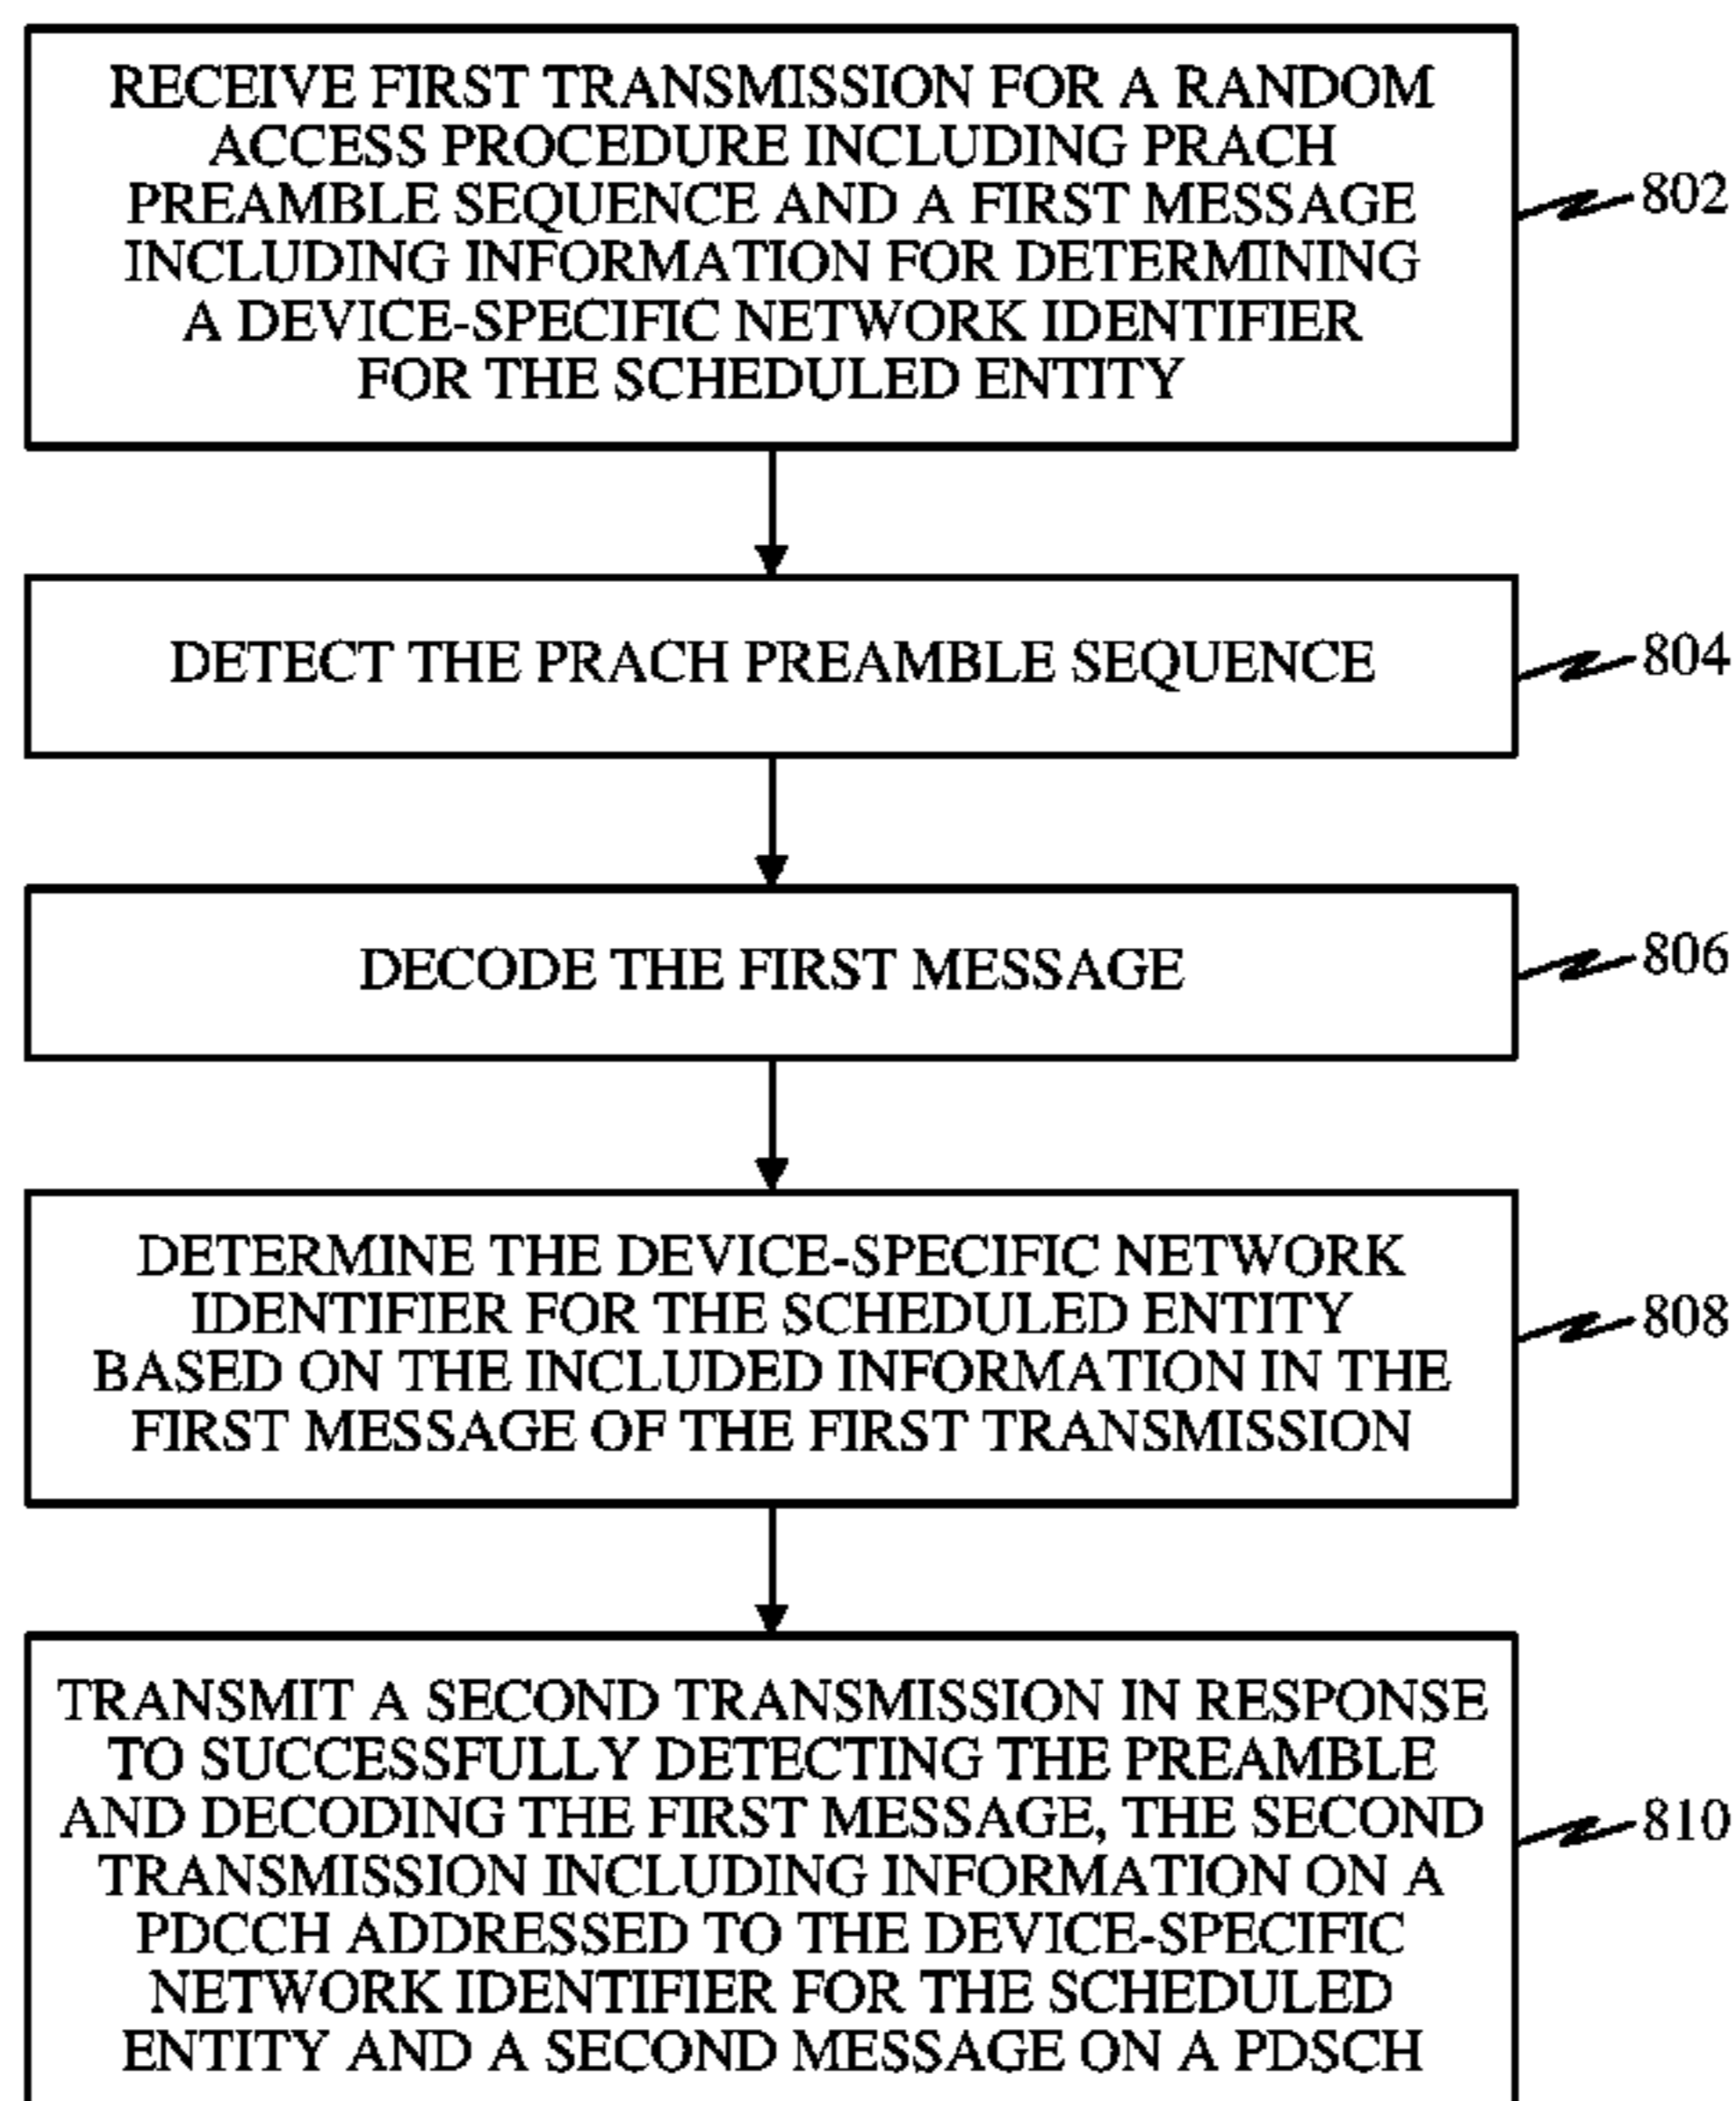 RECEIVE FIRST TRANSMISSION FOR A RANDOM
ACCESS PROCEDURE INCLUDING PRACH
PREAMBLE SEQUENCE AND A FIRST MESSAGE
INCLUDING INFORMATION FOR DETERMINING
A DEVICE-SPECIFIC NETWORK IDENTIFIER
FOR THE SCHEDULED ENTITY
802
DETECT THE PRACH PREAMBLE SEQUENCE
804
DECODE THE FIRST MESSAGE
806
DETERMINE THE DEVICE-SPECIFIC NETWORK
IDENTIFIER FOR THE SCHEDULED ENTITY
BASED ON THE INCLUDED INFORMATION IN THE
FIRST MESSAGE OF THE FIRST TRANSMISSION
808
TRANSMIT A SECOND TRANSMISSION IN RESPONSE
TO SUCCESSFULLY DETECTING THE PREAMBLE
AND DECODING THE FIRST MESSAGE, THE SECOND
TRANSMISSION INCLUDING INFORMATION ON A
PDCCH ADDRESSED TO THE DEVICE-SPECIFIC
NETWORK IDENTIFIER FOR THE SCHEDULED
ENTITY AND A SECOND MESSAGE ON A PDSCH
810